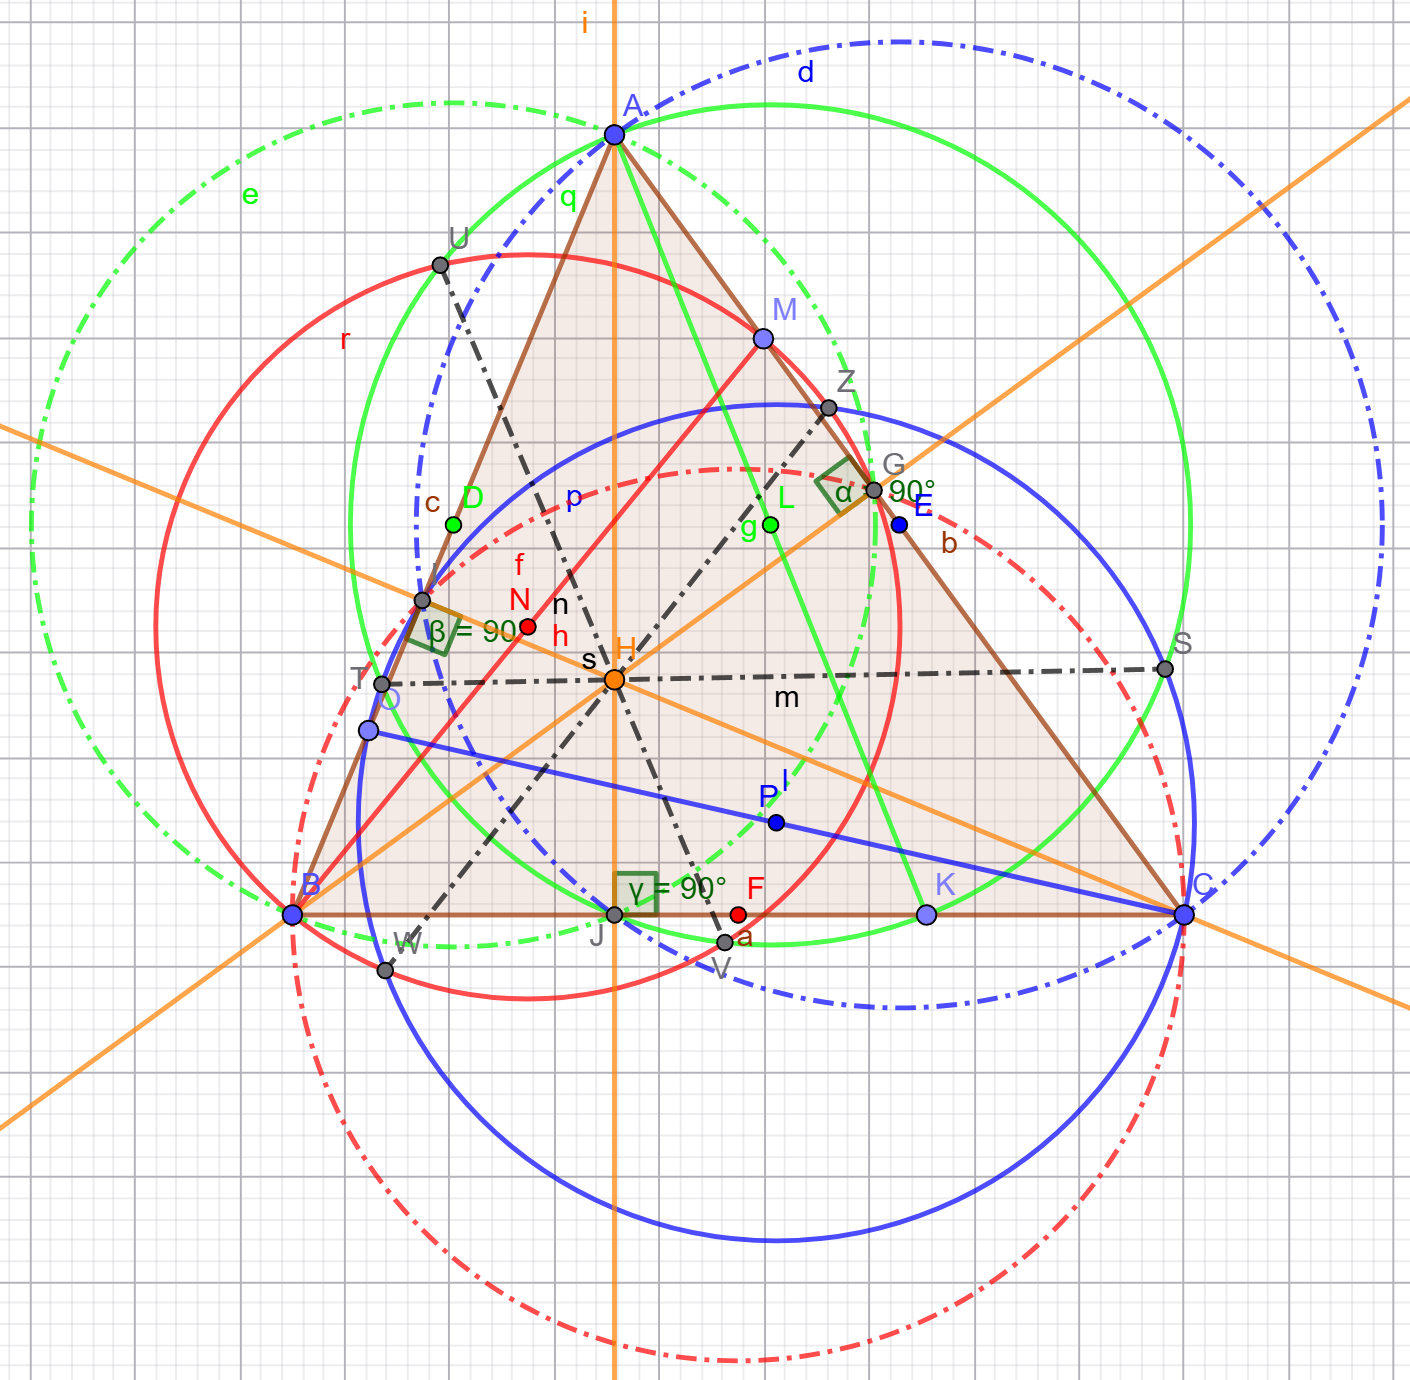 i
d
A
e
q
U
r
M
Z
G
α = 90°
c
D
p
L
g
E
b
f
N
n
h
β = 90°
H
s
S
T
O
m
l
P
B
γ = 90°
F
K
C
W
J
a
V